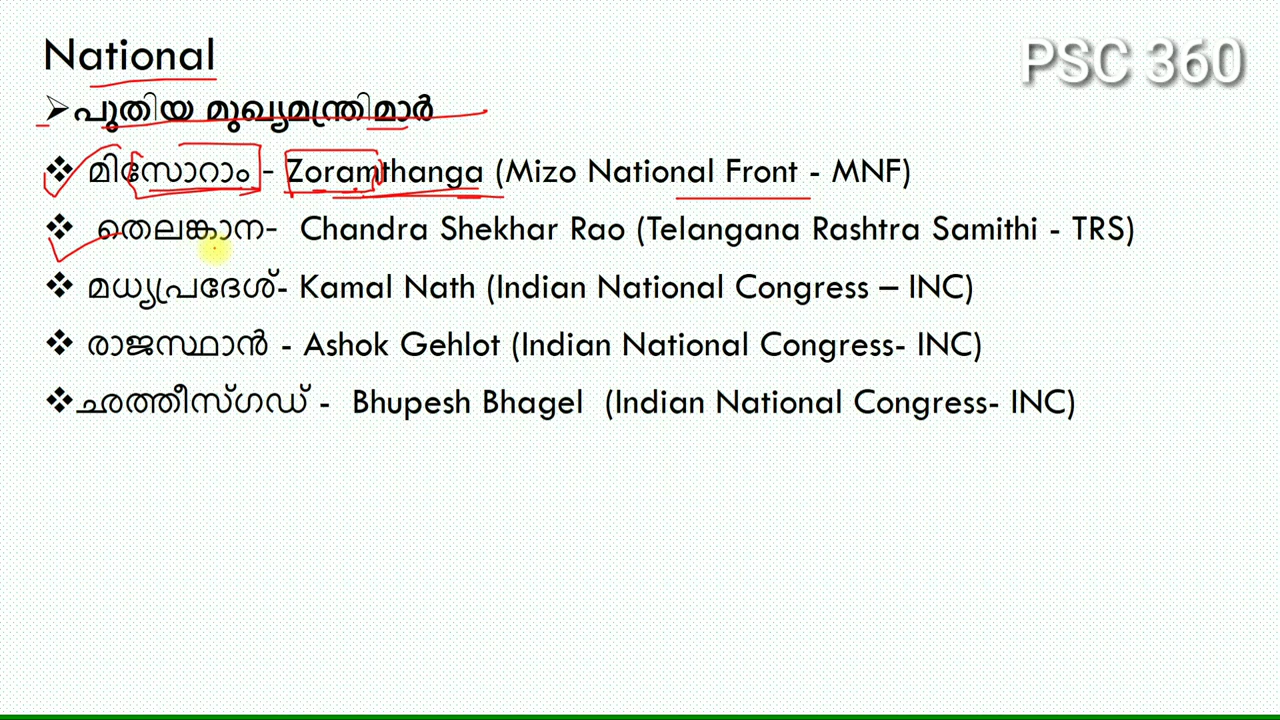 National
PSC 360
➢പുതിയ മുഖ്യമന്ത്രിമാർ
❖ മിസോറാം - Zoramthanga (Mizo National Front - MNF)
❖ തെലങ്കാന- Chandra Shekhar Rao (Telangana Rashtra Samithi - TRS)
❖ മധ്യപ്രദേശ്- Kamal Nath (Indian National Congress – INC)
❖ രാജസ്ഥാൻ - Ashok Gehlot (Indian National Congress- INC)
❖ഛത്തീസ്ഗഡ് - Bhupesh Bhagel (Indian National Congress- INC)